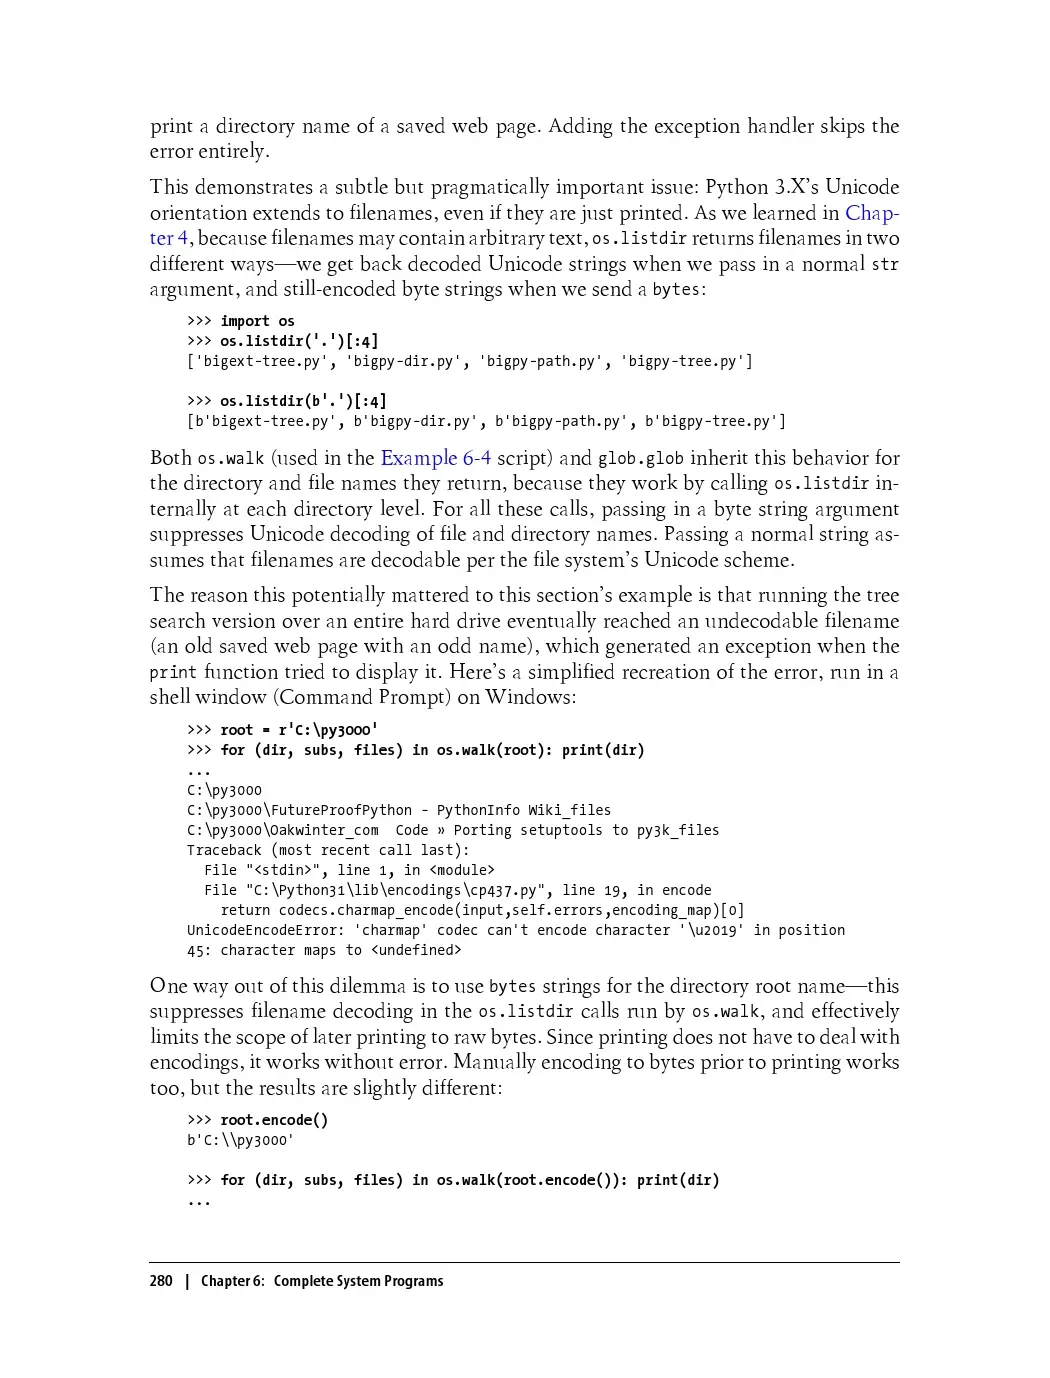 print a directory name of a saved web page. Adding the exception handler skips the
error entirely.
This demonstrates a subtle but pragmatically important issue: Python 3.X's Unicode
orientation extends to filenames, even if they are just printed. As we learned in Chap-
ter 4, because filenames may contain arbitrary text, os.listdir returns filenames in two
different ways—we get back decoded Unicode strings when we pass in a normal str
argument, and still-encoded byte strings when we send a bytes:
>>> import os
>>> os.listdir('.')[:4]
['bigext-tree.py', 'bigpy-dir.py', 'bigpy-path.py', 'bigpy-tree.py']
>>> os.listdir(b'.')[:4]
[b'bigext-tree.py', b'bigpy-dir.py', b'bigpy-path.py', b'bigpy-tree.py']
Both os.walk (used in the Example 6-4 script) and glob.glob inherit this behavior for
the directory and file names they return, because they work by calling os.listdir in-
ternally at each directory level. For all these calls, passing in a byte string argument
suppresses Unicode decoding of file and directory names. Passing a normal string as-
sumes that filenames are decodable per the file system's Unicode scheme.
The reason this potentially mattered to this section's example is that running the tree
search version over an entire hard drive eventually reached an undecodable filename
(an old saved web page with an odd name), which generated an exception when the
print function tried to display it. Here's a simplified recreation of the error, run in a
shell window (Command Prompt) on Windows:
>>> root = r'C:\py3000'
>>> for (dir, subs, files) in os.walk(root): print(dir)
...
C:\py3000
C:\py3000\FutureProofPython - PythonInfo Wiki_files
C:\py3000\Oakwinter_com  Code » Porting setuptools to py3k_files
Traceback (most recent call last):
  File "<stdin>", line 1, in <module>
  File "C:\Python31\lib\encodings\cp437.py", line 19, in encode
    return codecs.charmap_encode(input,self.errors,encoding_map)[0]
UnicodeEncodeError: 'charmap' codec can't encode character '\u2019' in position
45: character maps to <undefined>
One way out of this dilemma is to use bytes strings for the directory root name—this
suppresses filename decoding in the os.listdir calls run by os.walk, and effectively
limits the scope of later printing to raw bytes. Since printing does not have to deal with
encodings, it works without error. Manually encoding to bytes prior to printing works
too, but the results are slightly different:
>>> root.encode()
b'C:\\py3000'
>>> for (dir, subs, files) in os.walk(root.encode()): print(dir)
...
280 | Chapter 6: Complete System Programs